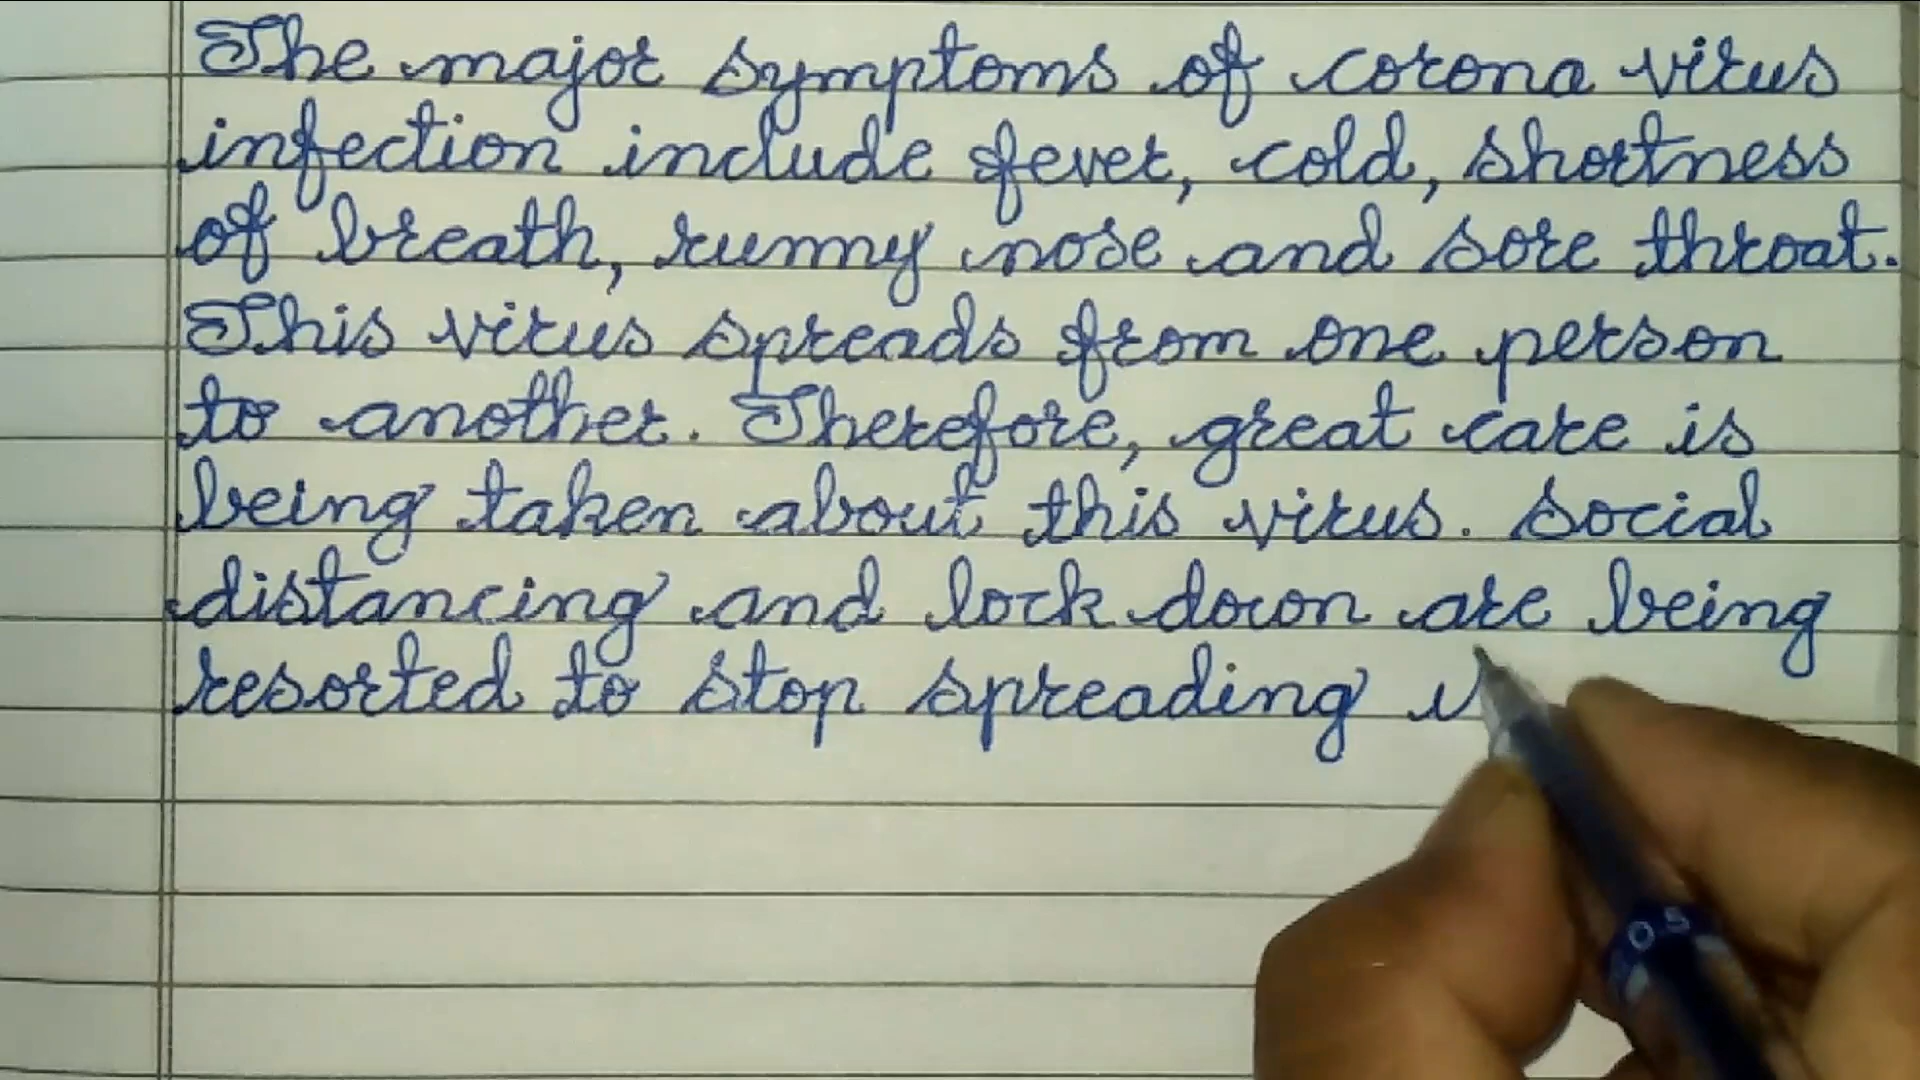 The major symptoms of corona virus
infection include fever, cold, shortness
of breath, runny nose and sore throat.
This virus spreads from one person
to another. Therefore, great care is
being taken about this virus. Social
distancing and lock down are being
resorted to stop spreading